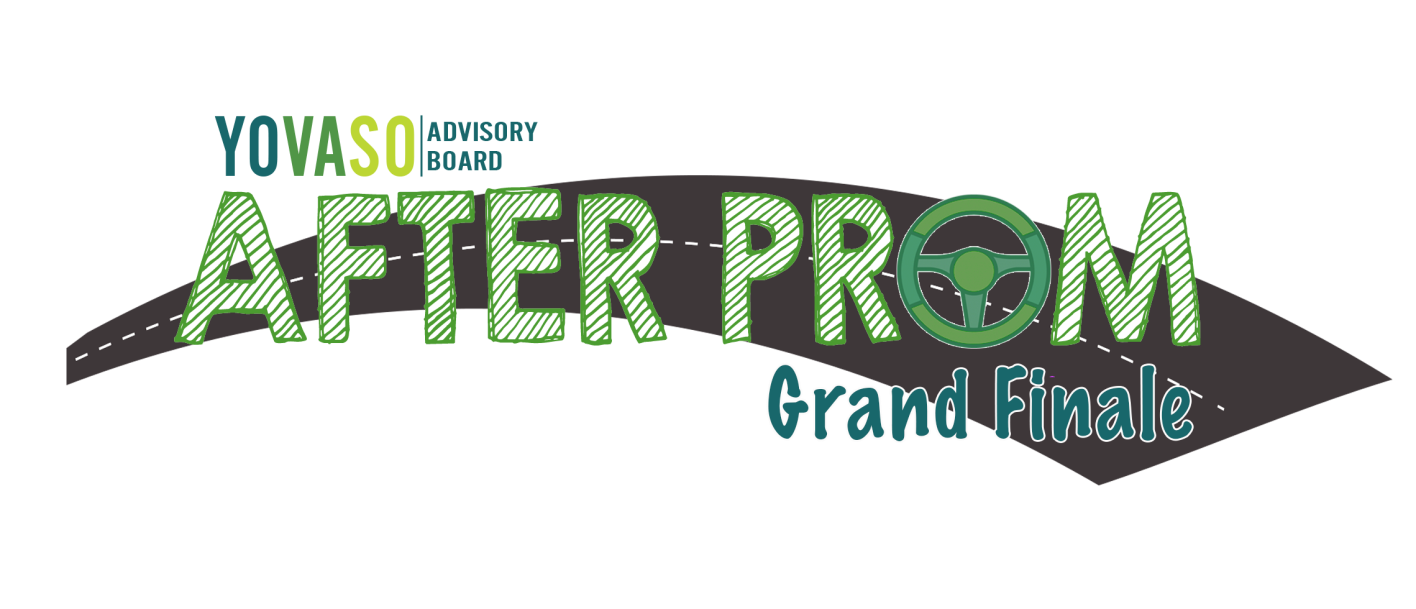 YOVASO ADVISORY
BOARD
AFTER PROM
Grand Finale